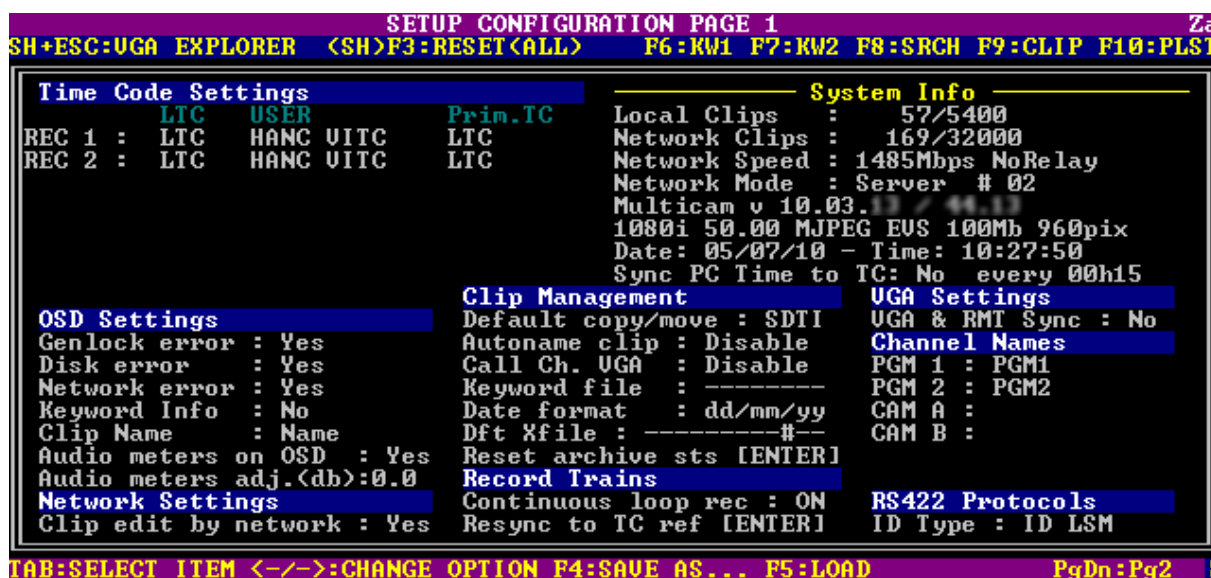 SETUP CONFIGURATION PAGE 1
SH+ESC:VGA EXPLORER <SH>F3:RESET(ALL) F6:KW1 F7:KW2 F8:SRCH F9:CLIP F10:PLST
Time Code Settings
LTC USER Prim.TC
REC 1 : LTC HANC VITC LTC
REC 2 : LTC HANC VITC LTC
System Info
Local Clips : 57/5400
Network Clips : 169/32000
Network Speed : 1485Mbps NoRelay
Network Mode : Server # 02
Multicam v 10.03.
1080i 50.00 MJPEG EVS 100Mb 960pix
Date: 05/07/10 - Time: 10:27:50
Sync PC Time to TC: No every 00h15
OSD Settings
Genlock error : Yes
Disk error : Yes
Network error : Yes
Keyword Info : No
Clip Name : Name
Audio meters on OSD : Yes
Audio meters adj.(db):0.0
Network Settings
Clip edit by network : Yes
Clip Management
Default copy/move : SDTI
Autoname clip : Disable
Call Ch. VGA : Disable
Keyword file : --------
Date format : dd/mm/yy
Dft Xfile : ---------#--
Reset archive sts [ENTER]
Record Trains
Continuous loop rec : ON
Resync to TC ref [ENTER]
VGA Settings
VGA & RMT Sync : No
Channel Names
PGM 1 : PGM1
PGM 2 : PGM2
CAM A :
CAM B :
RS422 Protocols
ID Type : ID LSM
TAB:SELECT ITEM <-/->:CHANGE OPTION F4:SAVE AS... F5:LOAD PgDn:Pg2